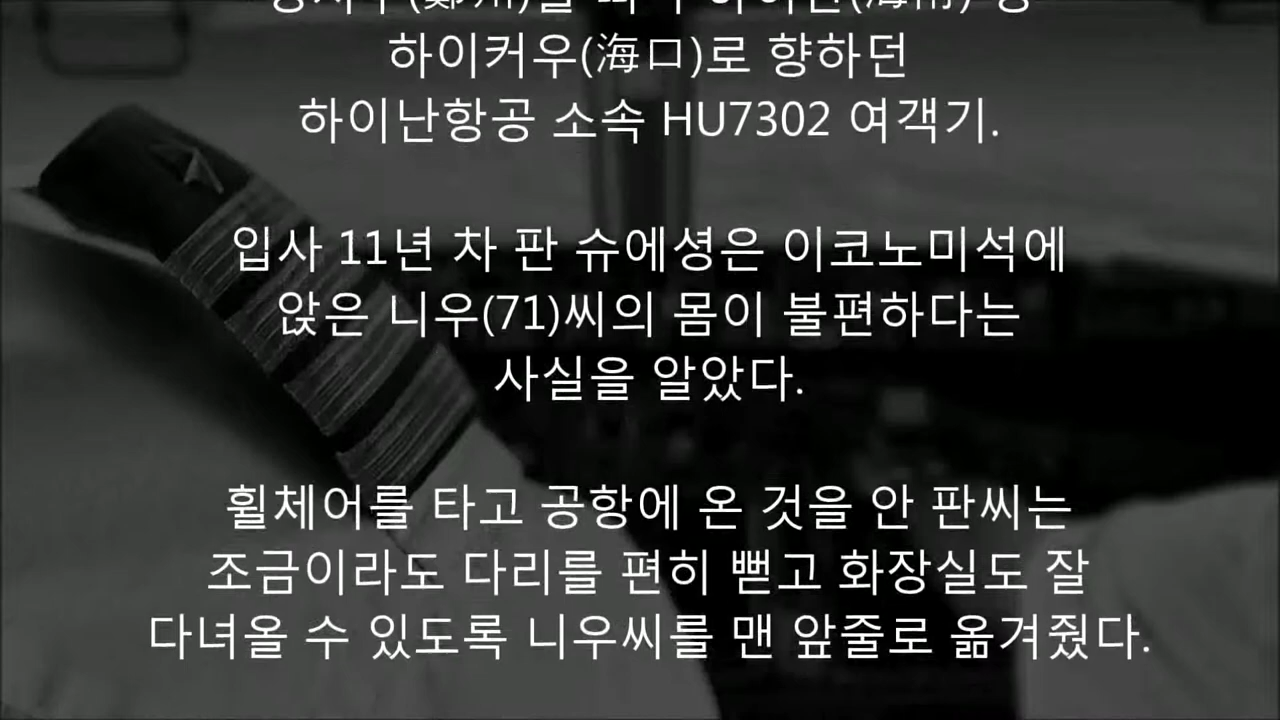 하이커우(海口)로 향하던
하이난항공 소속 HU7302 여객기.
입사 11년 차 판 슈에셩은 이코노미석에
앉은 니우(71)씨의 몸이 불편하다는
사실을 알았다.
휠체어를 타고 공항에 온 것을 안 판씨는
조금이라도 다리를 편히 뻗고 화장실도 잘
다녀올 수 있도록 니우씨를 맨 앞줄로 옮겨줬다.